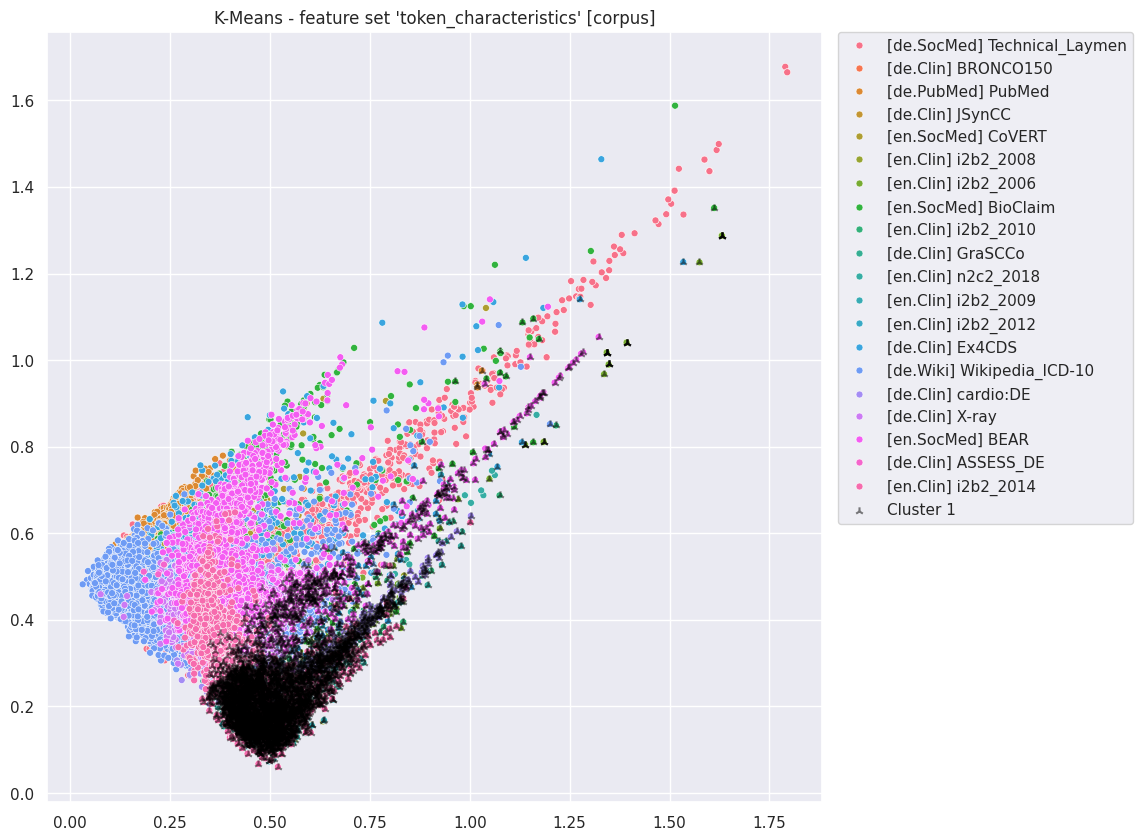 K-Means - feature set 'token_characteristics' [corpus]
1.6
1.4
1.2
1.0
0.8
0.6
0.4
0.2
0.0
0.00 0.25 0.50 0.75 1.00 1.25 1.50 1.75
[de.SocMed] Technical_Laymen
[de.Clin] BRONCO150
[de.PubMed] PubMed
[de.Clin] JSynCC
[en.SocMed] CoVERT
[en.Clin] i2b2_2008
[en.Clin] i2b2_2006
[en.SocMed] BioClaim
[en.Clin] i2b2_2010
[de.Clin] GraSCCo
[en.Clin] n2c2_2018
[en.Clin] i2b2_2009
[en.Clin] i2b2_2012
[de.Clin] Ex4CDS
[de.Wiki] Wikipedia_ICD-10
[de.Clin] cardio:DE
[de.Clin] X-ray
[en.SocMed] BEAR
[de.Clin] ASSESS_DE
[en.Clin] i2b2_2014
Cluster 1